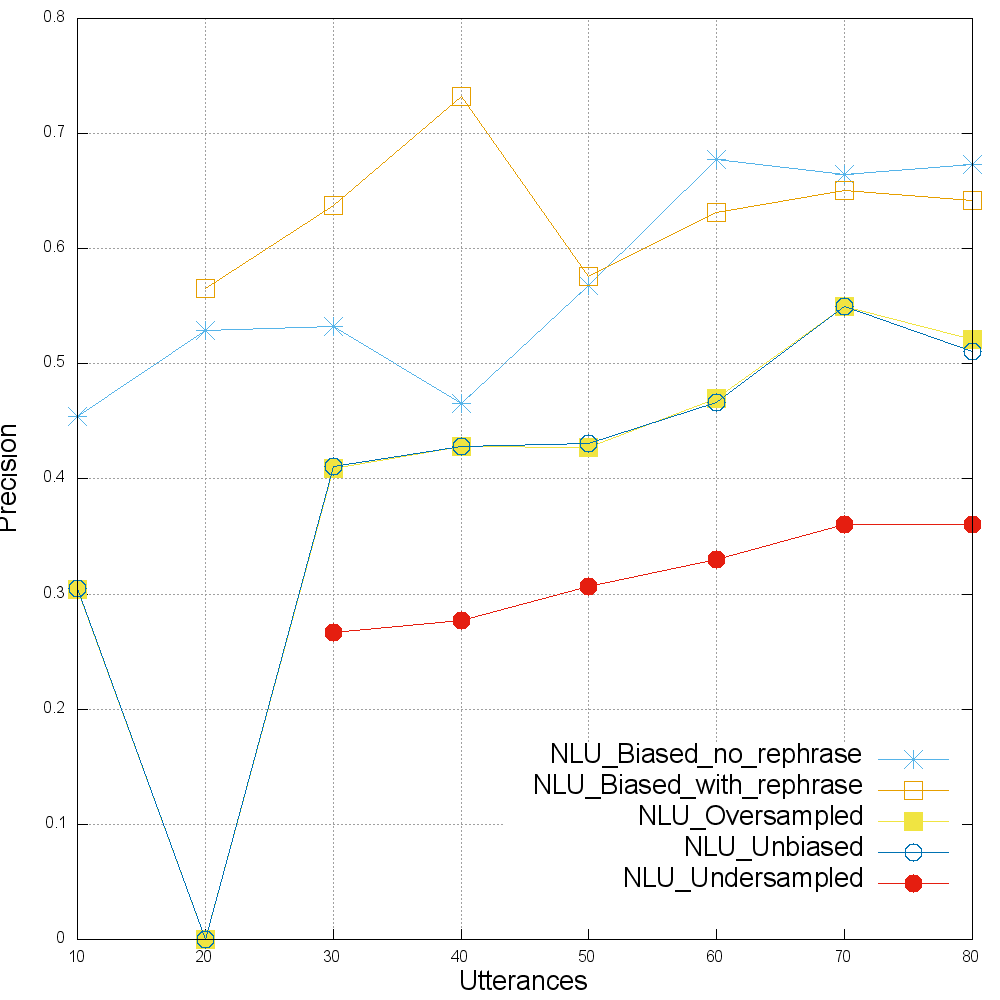 0.8
0.7
0.6
0.5
0.4
0.3
0.2
0.1
0
Precision
NLU_Biased_no_rephrase
NLU_Biased_with_rephrase
NLU_Oversampled
NLU_Unbiased
NLU_Undersampled
10 20 30 40 50 60 70 80
Utterances